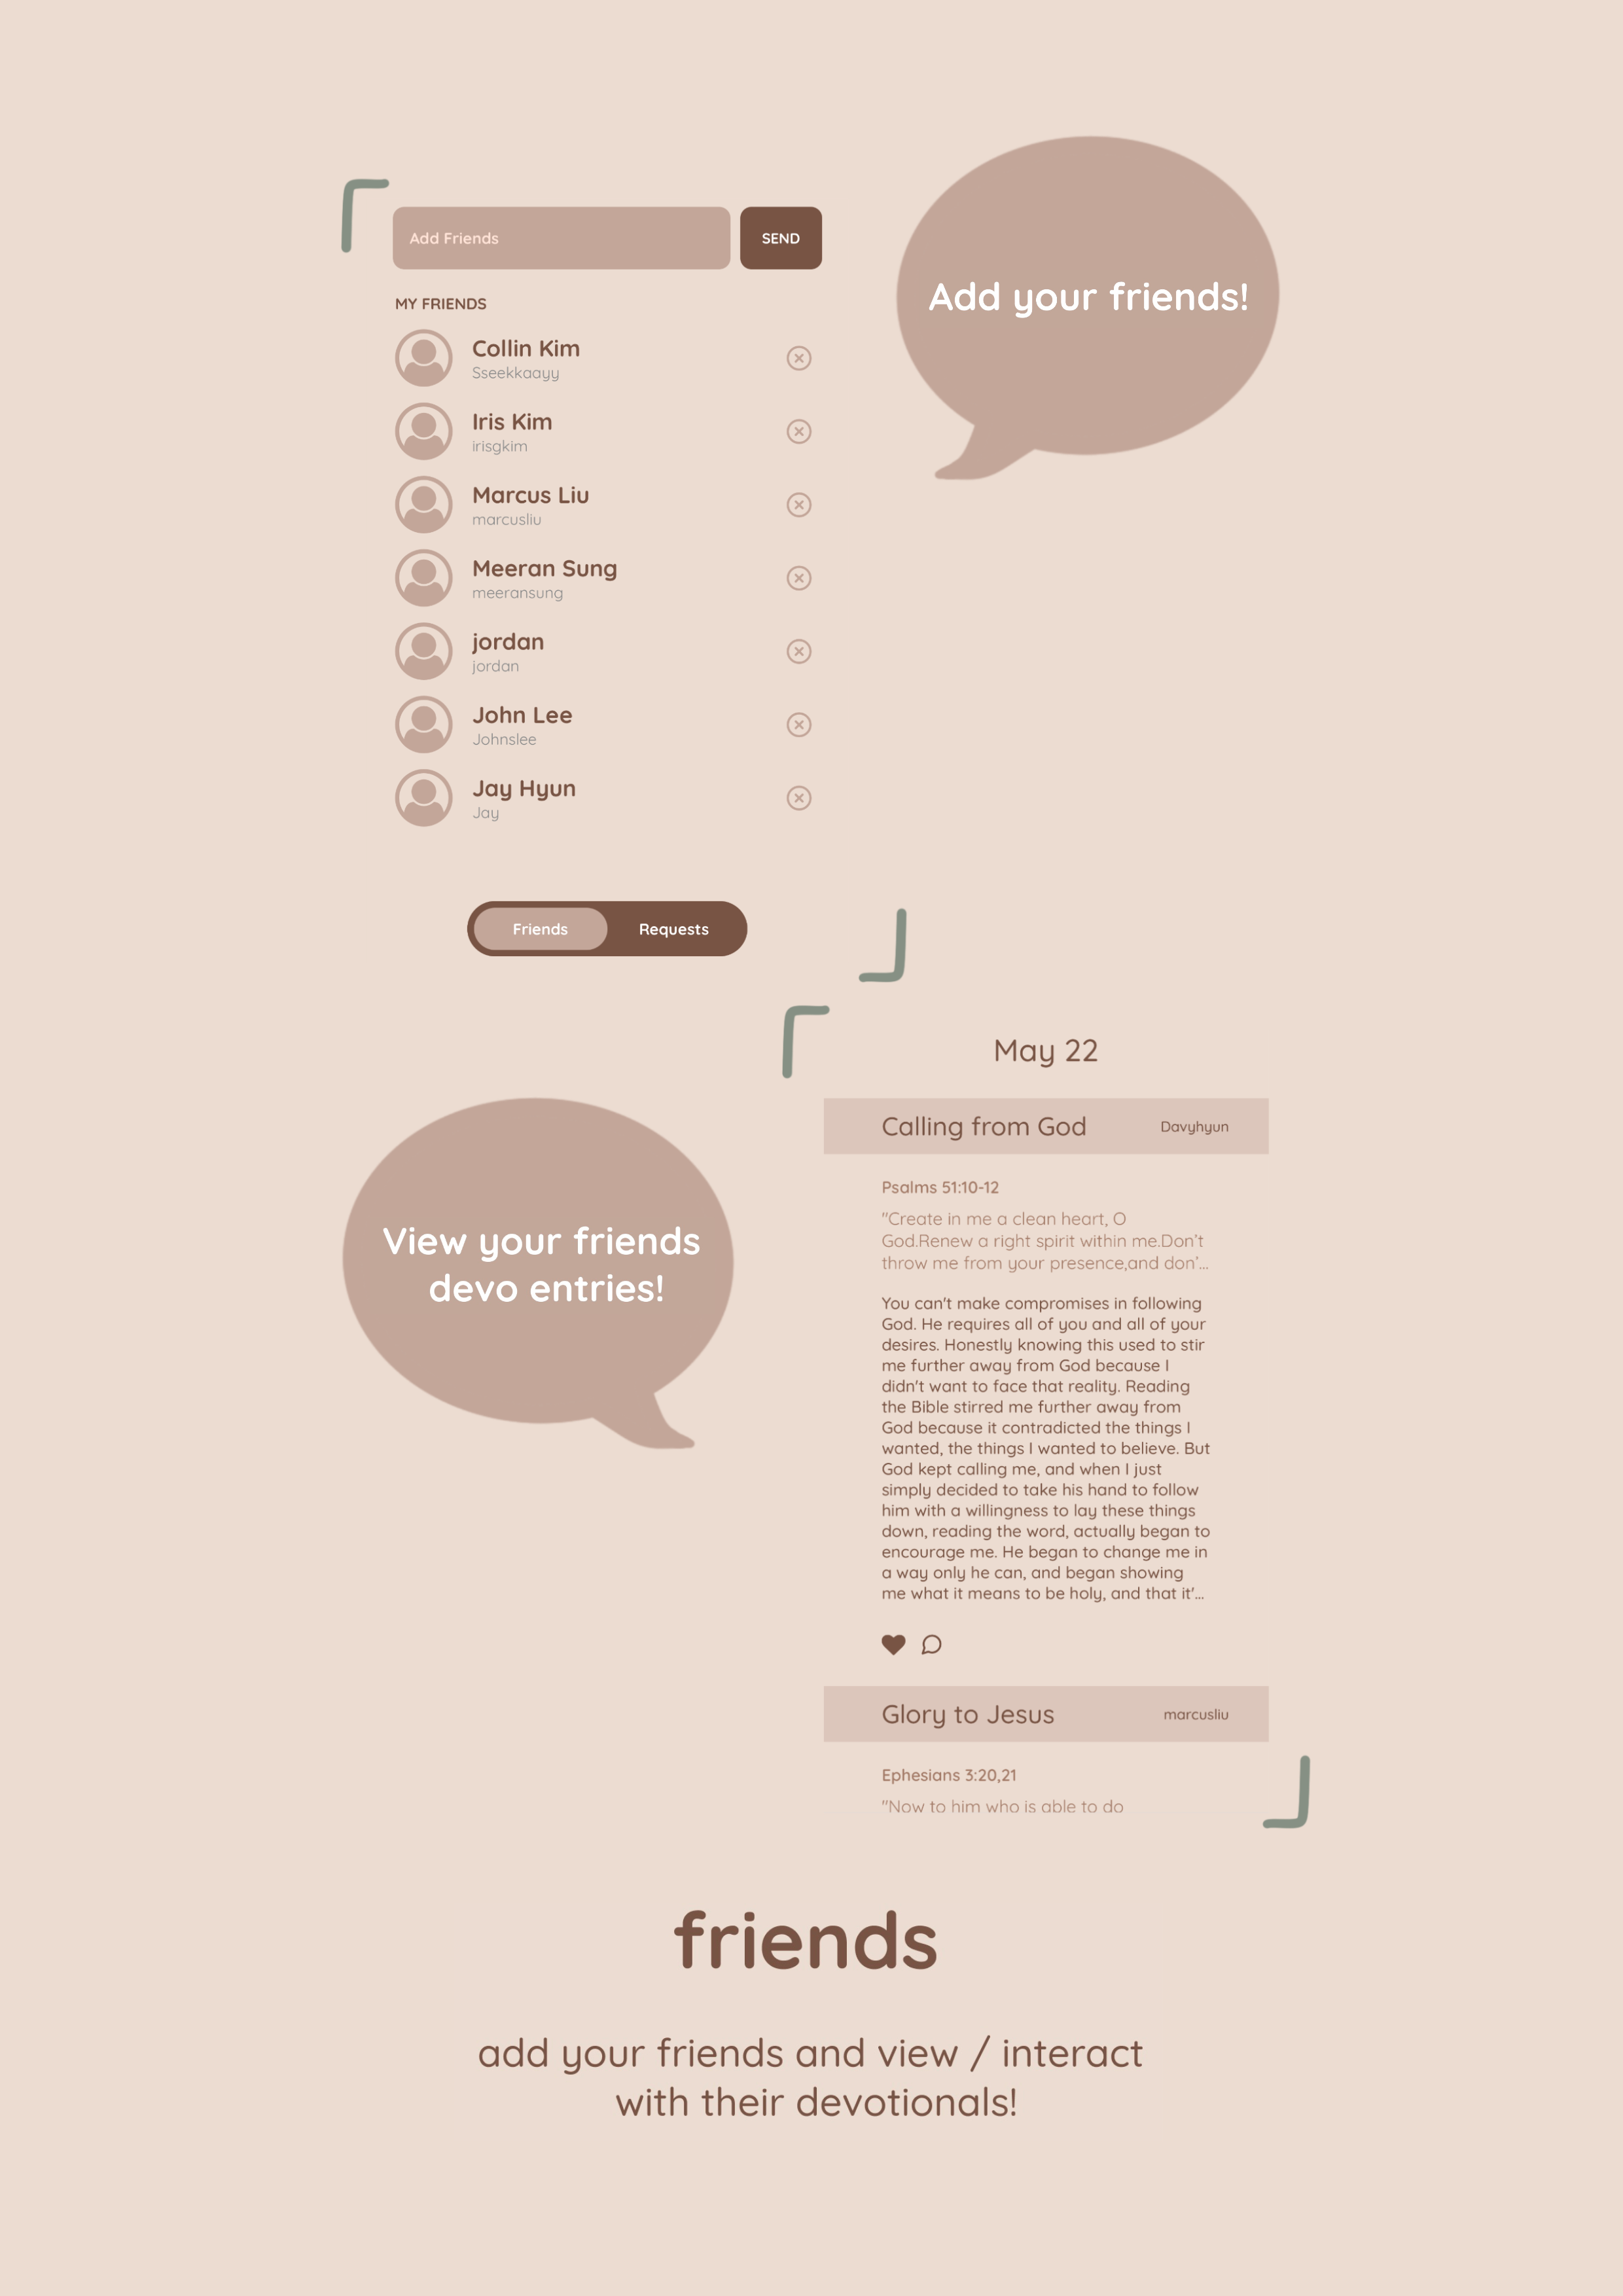 Add Friends
SEND
Add your friends!
MY FRIENDS
Collin Kim
Sseekkaayy
Iris Kim
irisgkim
Marcus Liu
marcusliu
Meeran Sung
meeransung
jordan
jordan
John Lee
Johnslee
Jay Hyun
Jay
Friends
Requests
May 22
Calling from God
Davyhyun
View your friends
devo entries!
Psalms 51:10-12
"Create in me a clean heart, O
God.Renew a right spirit within me.Don't
throw me from your presence,and don'...
You can't make compromises in following
God. He requires all of you and all of your
desires. Honestly knowing this used to stir
me further away from God because I
didn't want to face that reality. Reading
the Bible stirred me further away from
God because it contradicted the things I
wanted, the things I wanted to believe. But
God kept calling me, and when I just
simply decided to take his hand to follow
him with a willingness to lay these things
down, reading the word, actually began to
encourage me. He began to change me in
a way only he can, and began showing
me what it means to be holy, and that it'...
Glory to Jesus
marcusliu
Ephesians 3:20,21
"Now to him who is able to do
friends
add your friends and view / interact
with their devotionals!